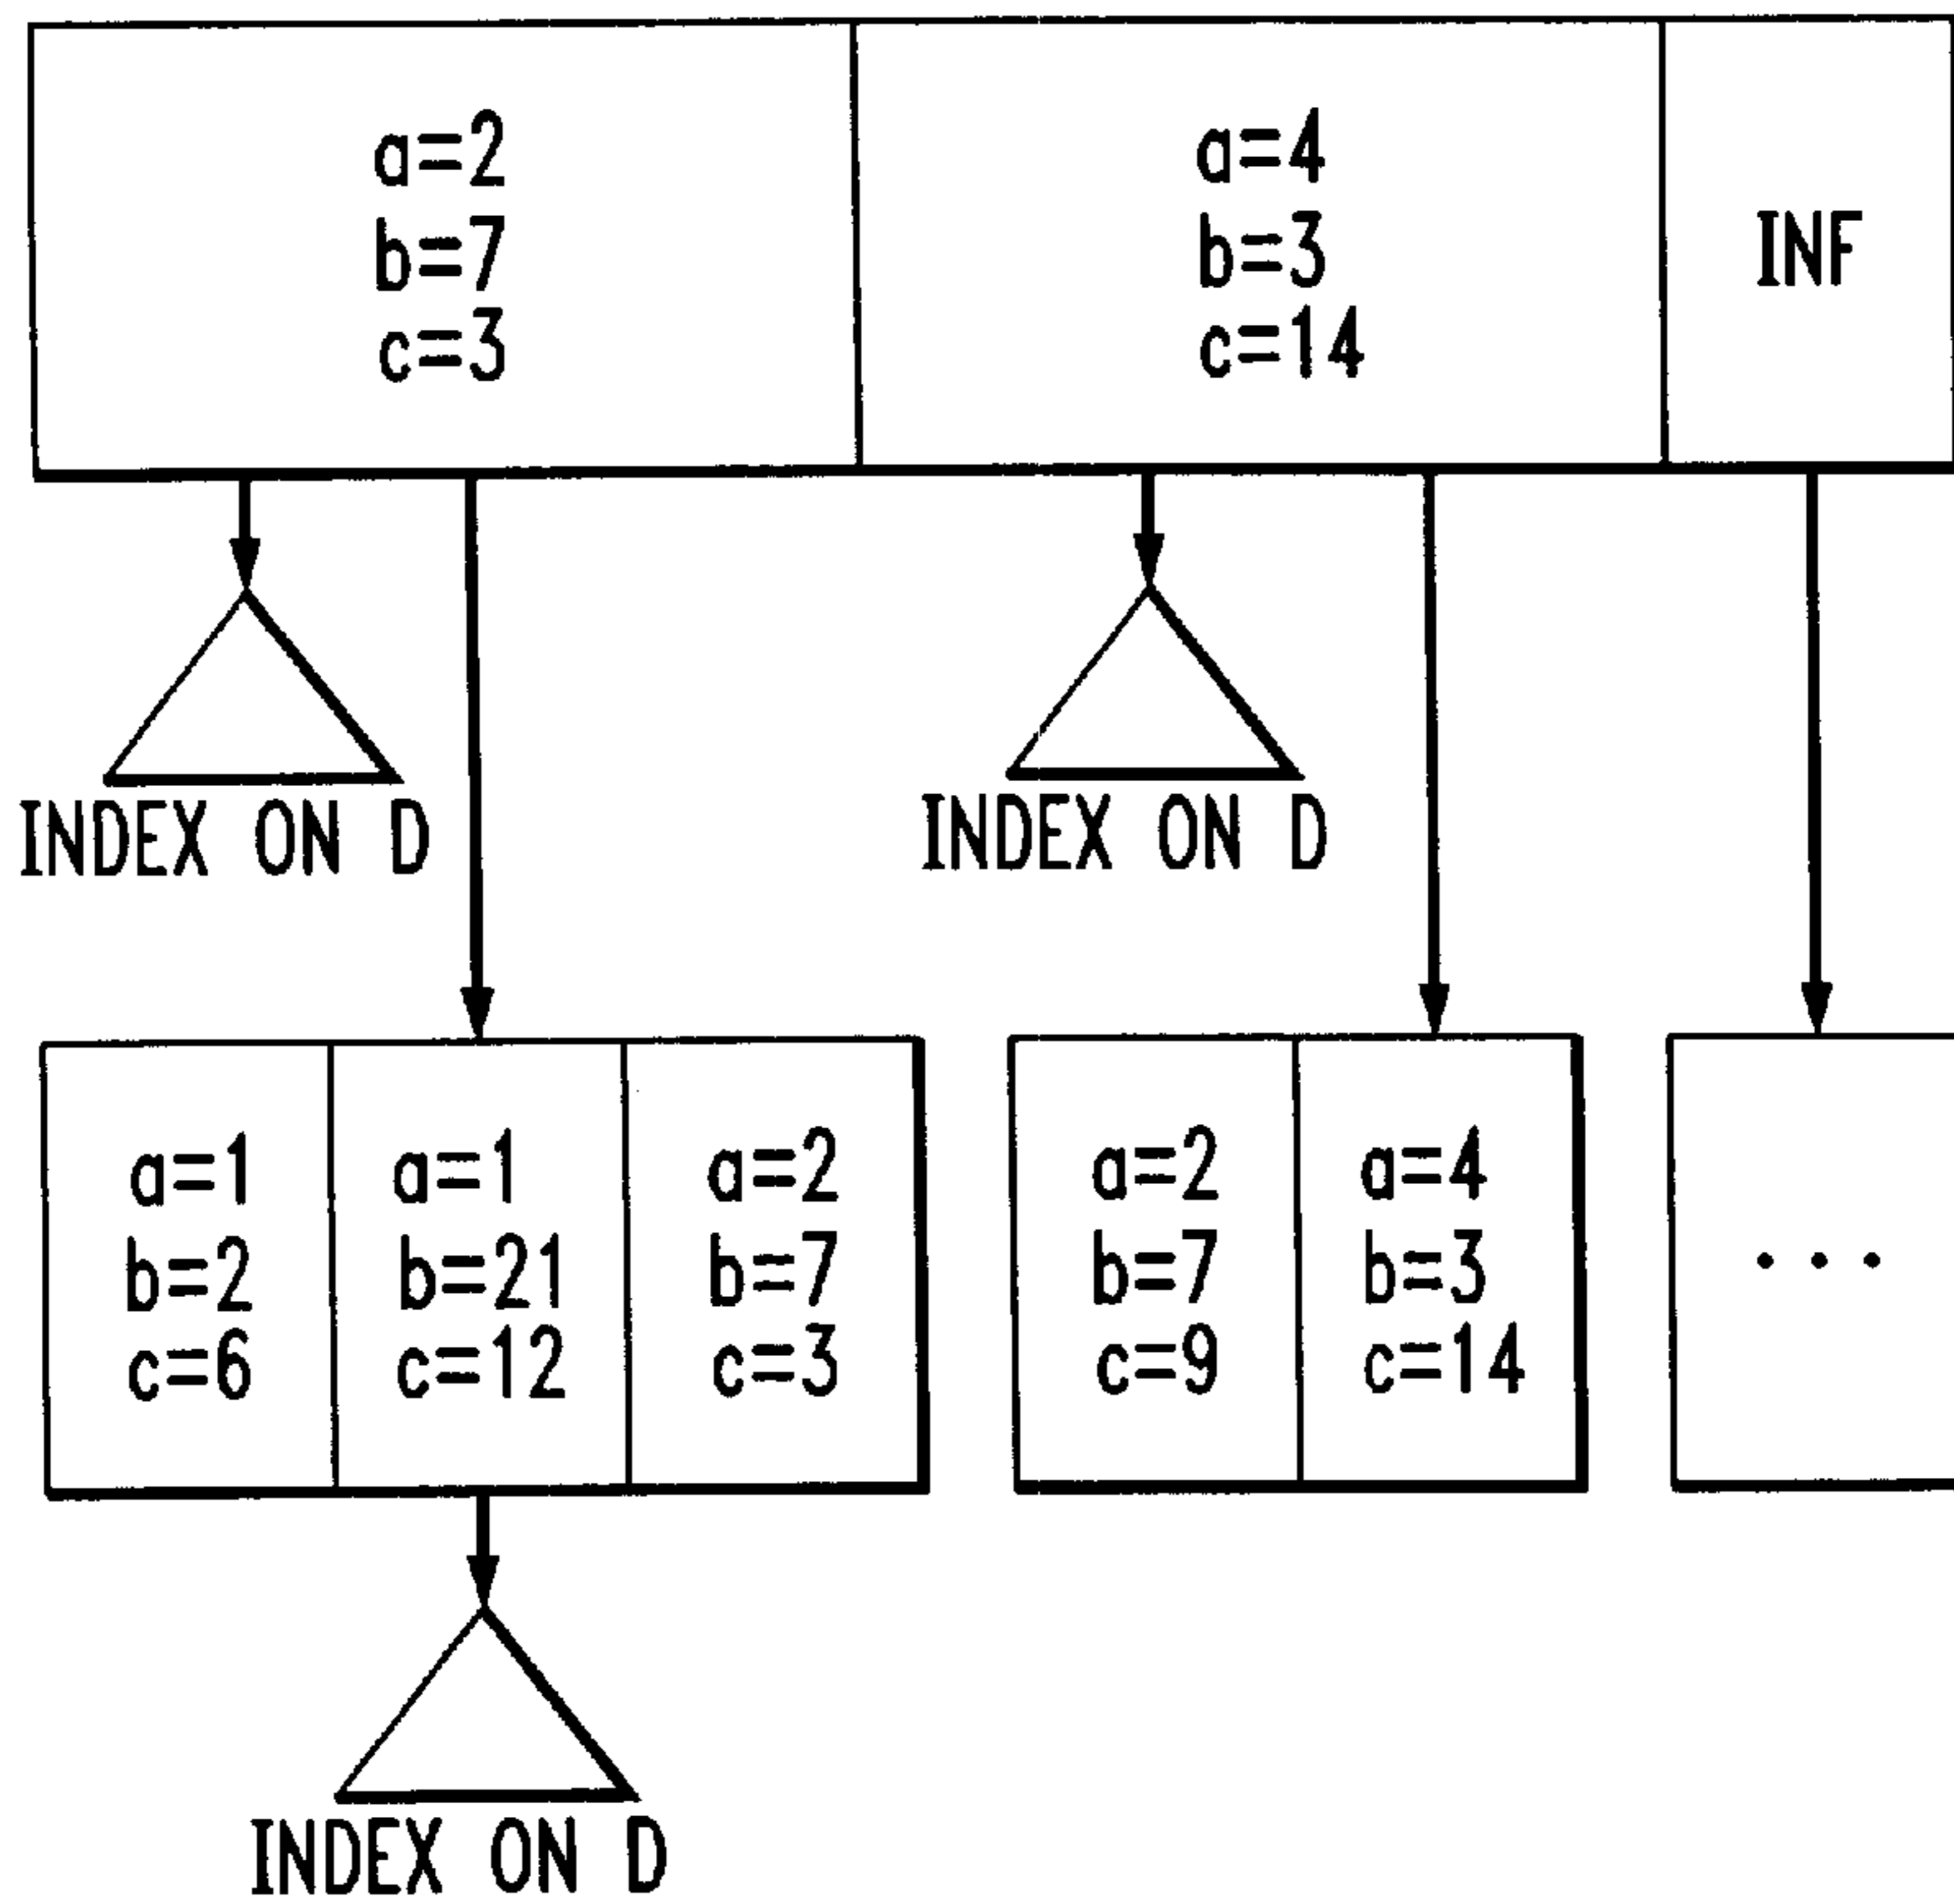 a=2
b=7
c=3
a=4
b=3
c=14
INF
INDEX ON D
INDEX ON D
a=1
b=2
c=6
a=1
b=21
c=12
a=2
b=7
c=3
a=2
b=7
c=9
a=4
b=3
c=14
...
INDEX ON D